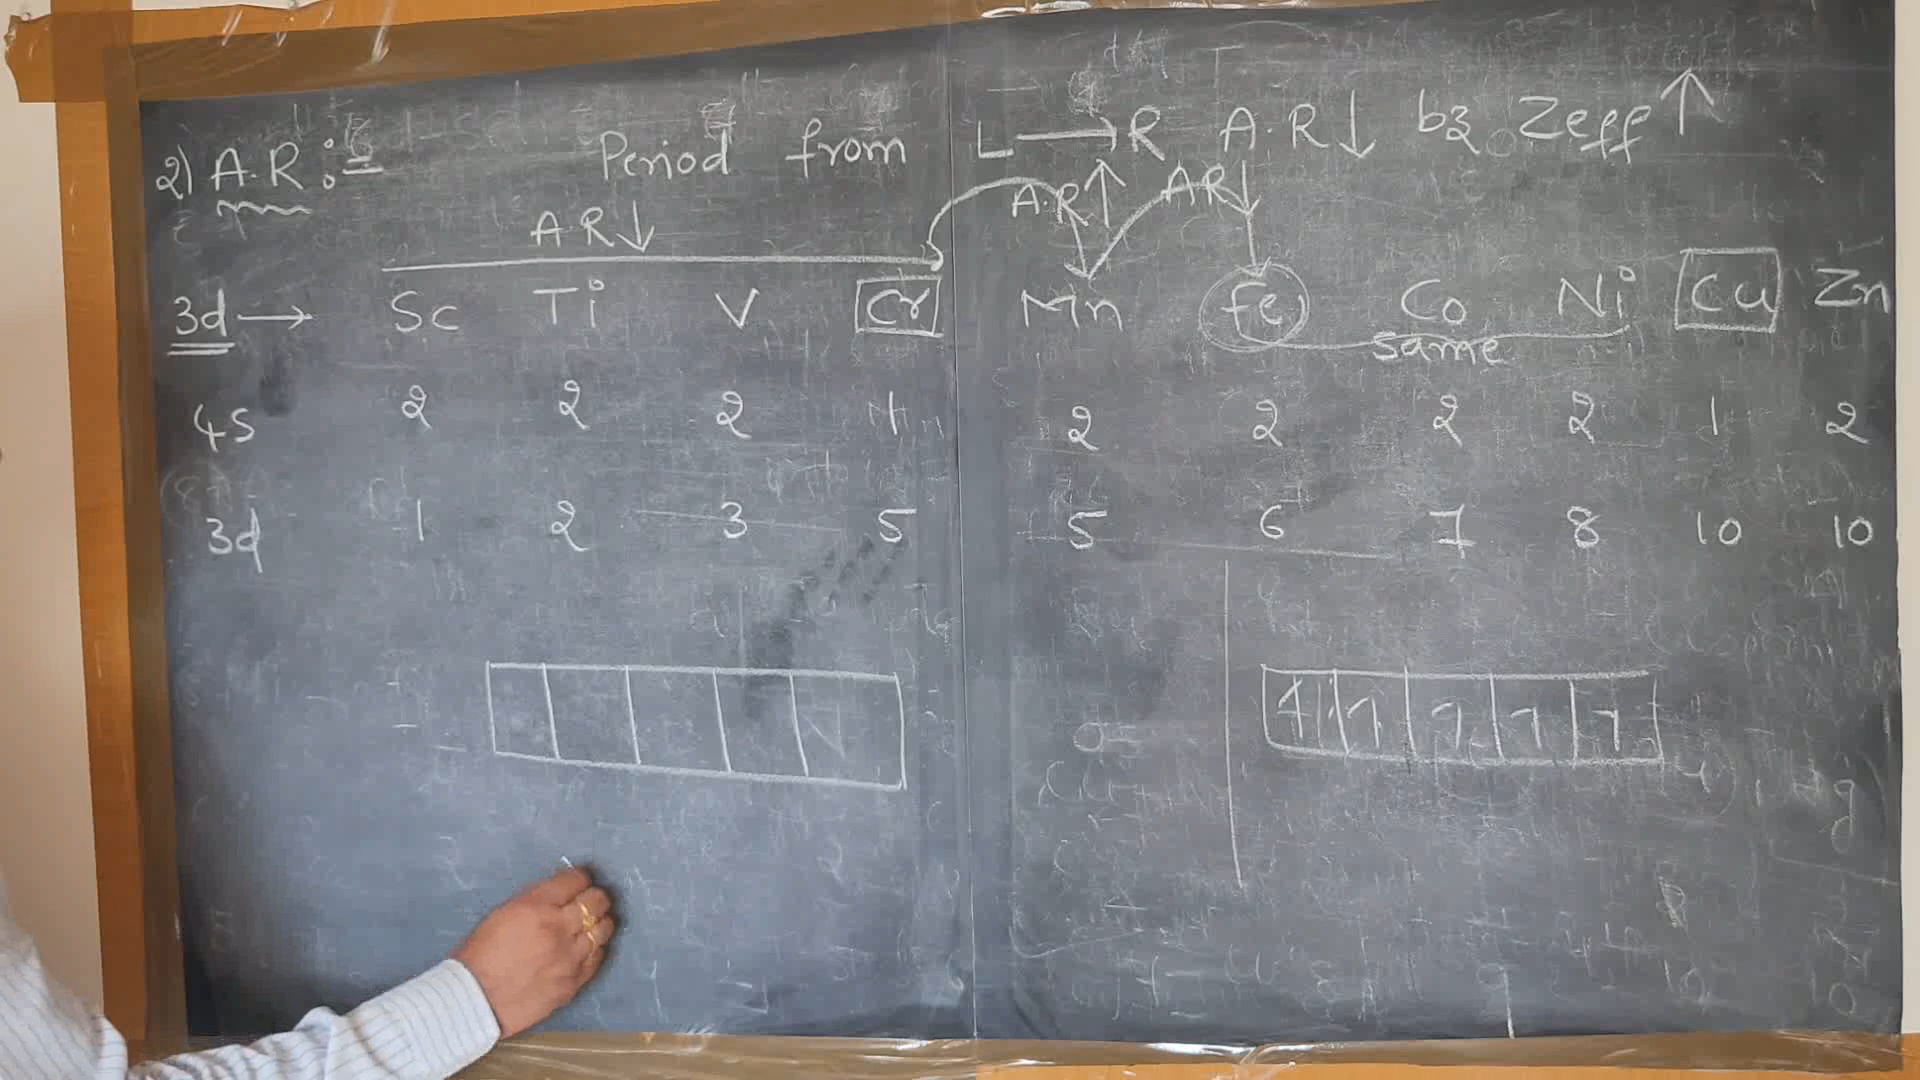 2) A.R :- Period from L → R A.R ↓ bz Zeff ↑
A.R ↓ A.R ↑ AR ↓
3d → Sc Ti V Cr Mn Fe Co Ni Cu Zn
same
4s 2 2 2 1 2 2 2 2 1 2
3d 1 2 3 5 5 6 7 8 10 10